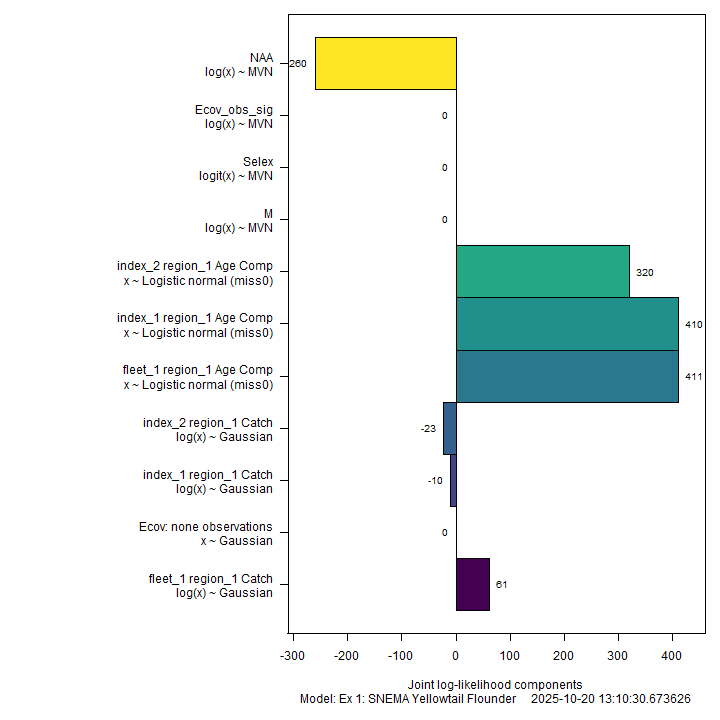 NAA
log(x) ~ MVN
260
Ecov_obs_sig
log(x) ~ MVN
0
Selex
logit(x) ~ MVN
0
M
log(x) ~ MVN
0
index_2 region_1 Age Comp
x ~ Logistic normal (miss0)
320
index_1 region_1 Age Comp
x ~ Logistic normal (miss0)
410
fleet_1 region_1 Age Comp
x ~ Logistic normal (miss0)
411
index_2 region_1 Catch
log(x) ~ Gaussian
-23
index_1 region_1 Catch
log(x) ~ Gaussian
-10
Ecov: none observations
x ~ Gaussian
0
fleet_1 region_1 Catch
log(x) ~ Gaussian
61
-300 -200 -100 0 100 200 300 400
Joint log-likelihood components
Model: Ex 1: SNEMA Yellowtail Flounder 2025-10-20 13:10:30.673626